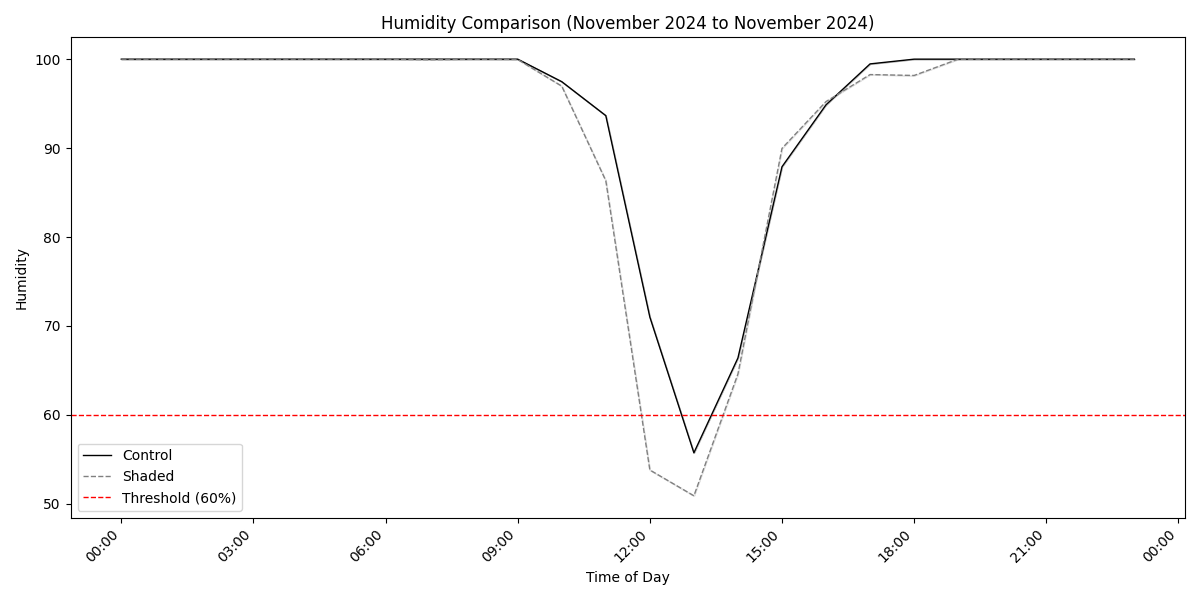 Humidity Comparison (November 2024 to November 2024)
100
90
80
70
60
50
Humidity
Control
Shaded
Threshold (60%)
00:00
03:00
06:00
09:00
12:00
15:00
18:00
21:00
00:00
Time of Day